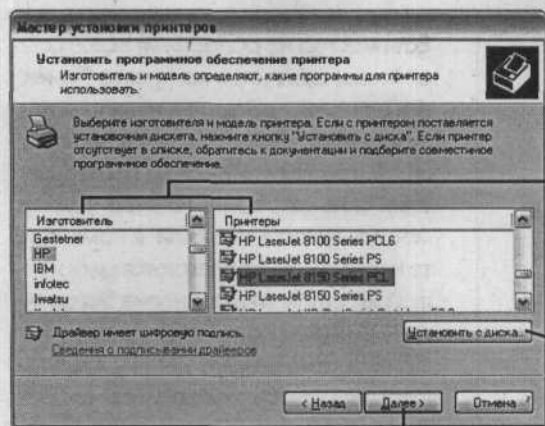 Мастер установки принтеров
Установить программное обеспечение принтера
Изготовитель и модель определяют, какие программы для принтера
использовать.
Выберите изготовителя и модель принтера. Если с принтером поставляется
установочная дискета, нажмите кнопку "Установить с диска". Если принтер
отсутствует в списке, обратитесь к документации и подберите совместимое
программное обеспечение.
Изготовитель
Gestetner
HP
IBM
infotec
Iwatsu
Принтеры
HP LaserJet 8100 Series PCL6
HP LaserJet 8100 Series PS
HP LaserJet 8150 Series PCL
HP LaserJet 8150 Series PS
Драйвер имеет цифровую подпись.
Сведения о подписывании драйверов
Установить с диска...
< Назад
Далее >
Отмена